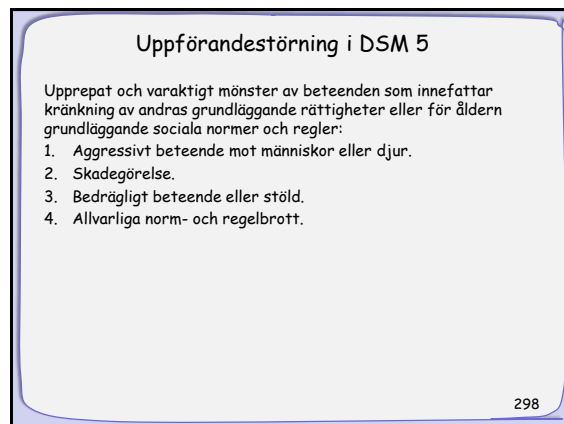 Uppförandestörning i DSM 5
Upprepat och varaktigt mönster av beteenden som innefattar
kränkning av andras grundläggande rättigheter eller för åldern
grundläggande sociala normer och regler:
1. Aggressivt beteende mot människor eller djur.
2. Skadegörelse.
3. Bedrägligt beteende eller stöld.
4. Allvarliga norm- och regelbrott.
298